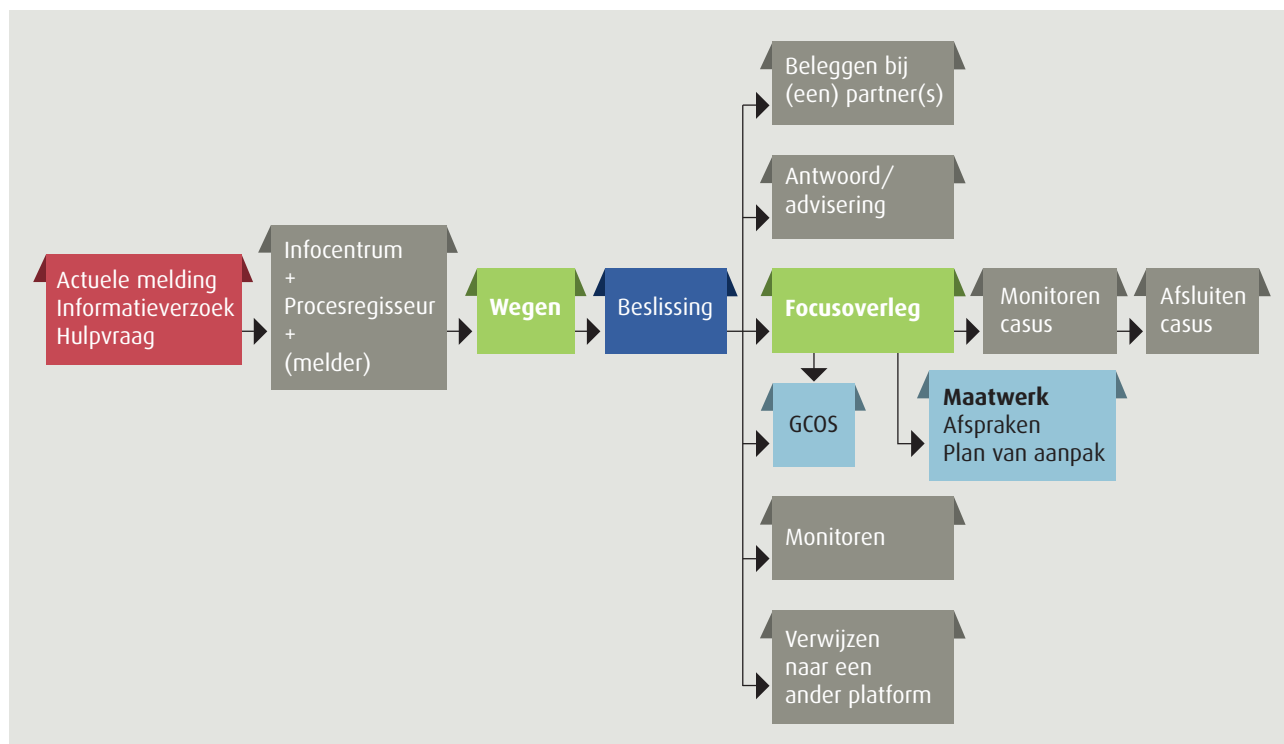 Actuele melding
Informatieverzoek
Hulpvraag
Infocentrum
+
Procesregisseur
+
(melder)
Wegen
Beslissing
Beleggen bij
(een) partner(s)
Antwoord/
advisering
Focusoverleg
Monitoren
casus
Afsluiten
casus
GCOS
Maatwerk
Afspraken
Plan van aanpak
Monitoren
Verwijzen
naar een
ander platform